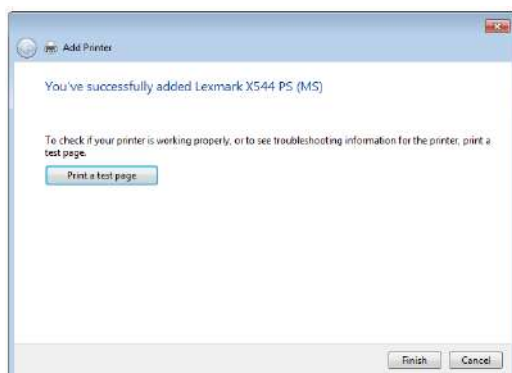 Add Printer
You've successfully added Lexmark X544 PS (MS)
To check if your printer is working properly, or to see troubleshooting information for the printer, print a
test page.
Print a test page
Finish Cancel